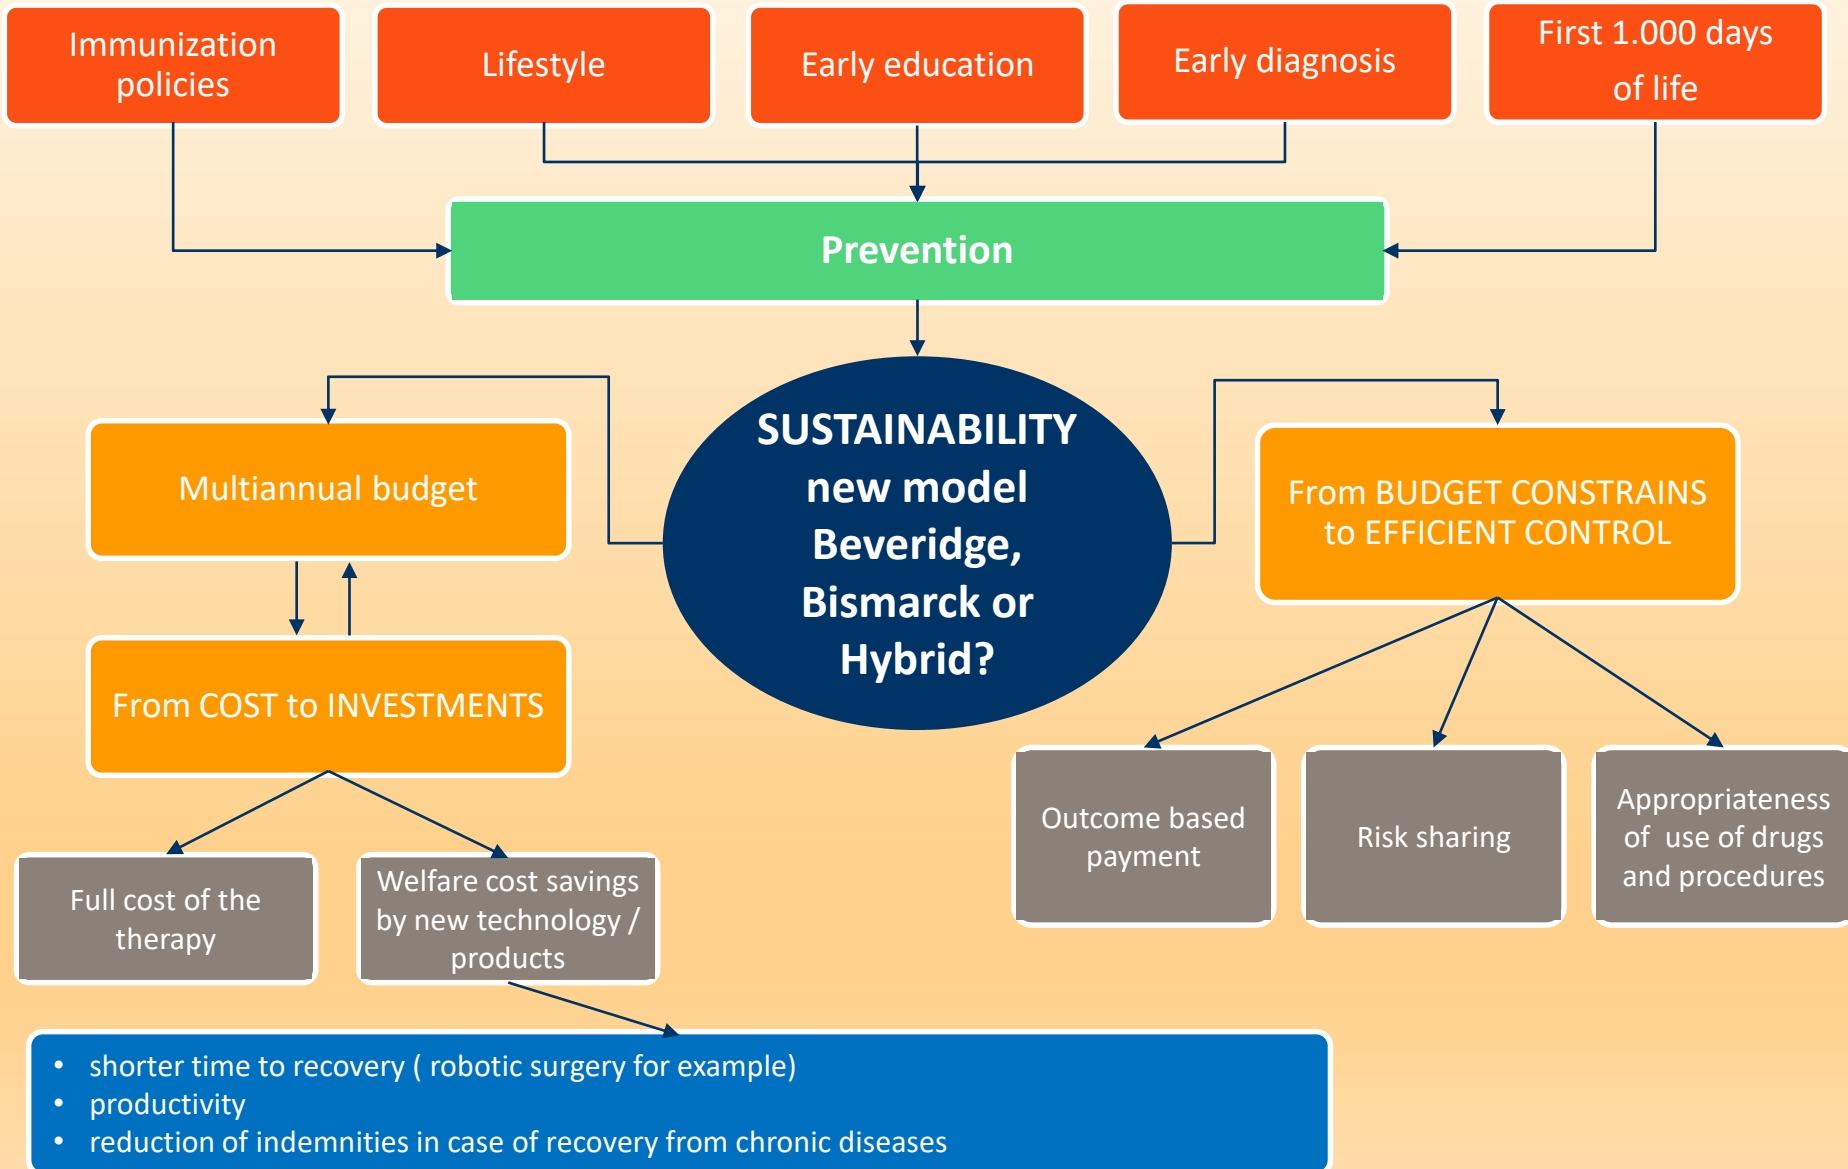 Immunization
policies
Lifestyle
Early education
Early diagnosis
First 1.000 days
of life
Prevention
SUSTAINABILITY
new model
Beveridge,
Bismarck or
Hybrid?
Multiannual budget
From COST to INVESTMENTS
From BUDGET CONSTRAINS
to EFFICIENT CONTROL
Full cost of the
therapy
Welfare cost savings
by new technology /
products
Outcome based
payment
Risk sharing
Appropriateness
of  use of drugs
and procedures
• shorter time to recovery ( robotic surgery for example)
• productivity
• reduction of indemnities in case of recovery from chronic diseases